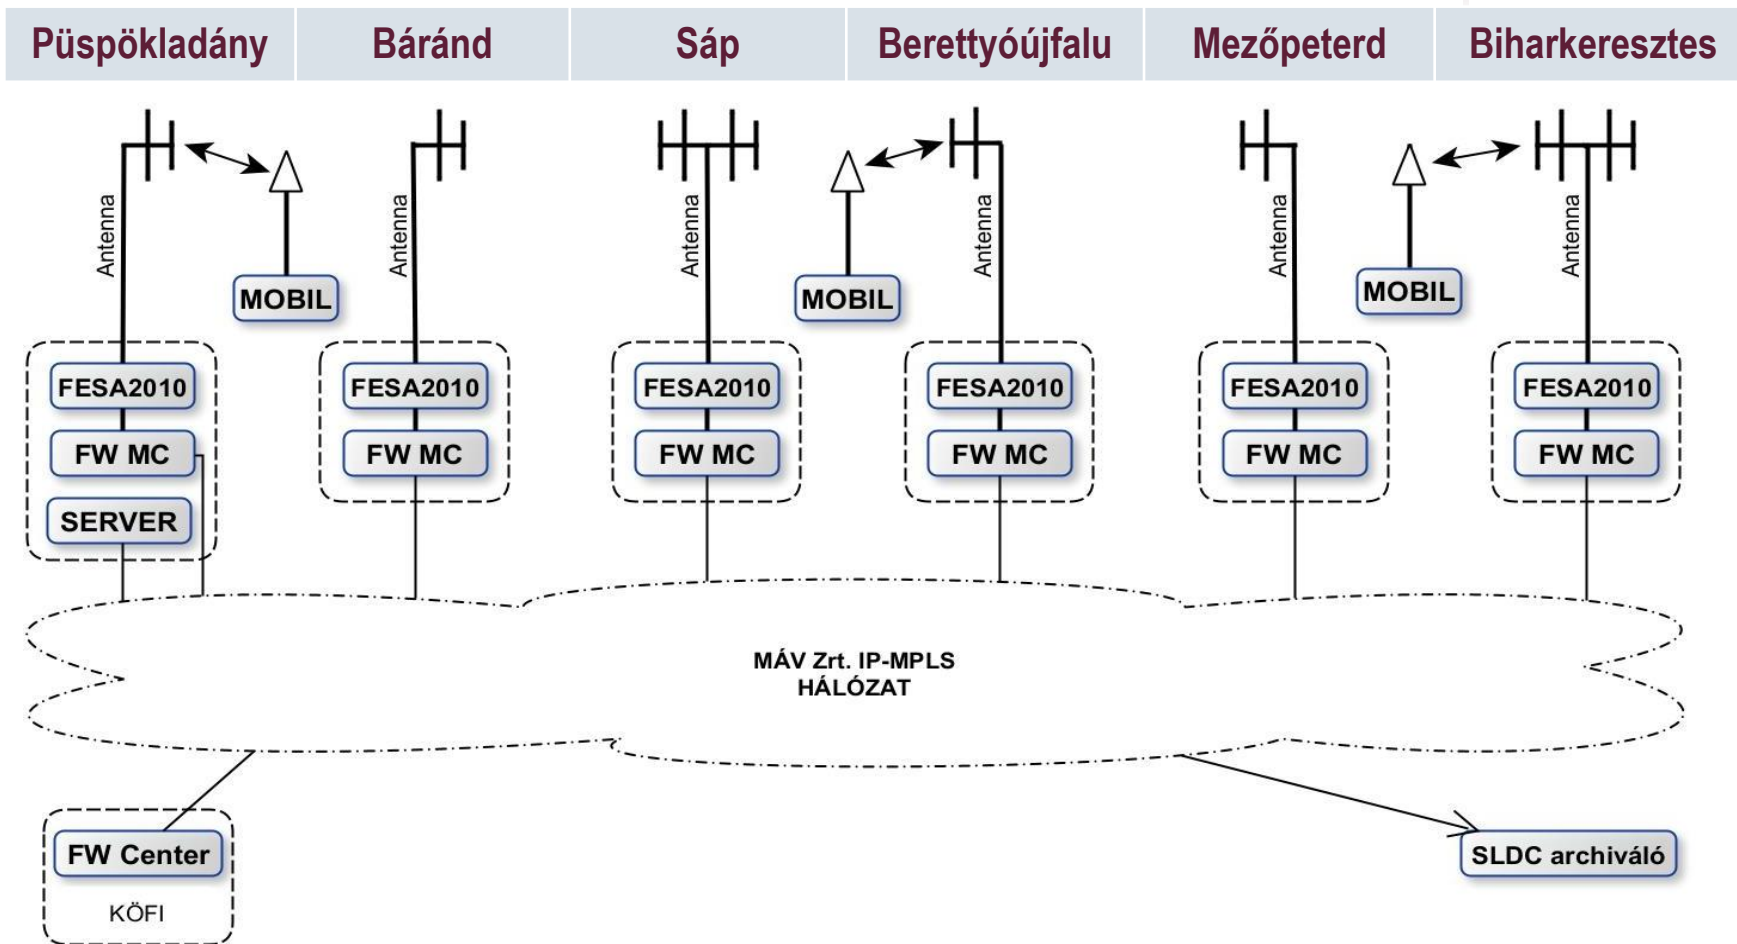 Püspökladány
Báránd
Sáp
Berettyóújfalu
Mezőpeterd
Biharkeresztes
Antenna
Antenna
Antenna
Antenna
Antenna
Antenna
MOBIL
MOBIL
MOBIL
FESA2010
FESA2010
FESA2010
FESA2010
FESA2010
FESA2010
FW MC
FW MC
FW MC
FW MC
FW MC
FW MC
SERVER
MÁV Zrt. IP-MPLS
HÁLÓZAT
FW Center
SLDC archiváló
KÖFI